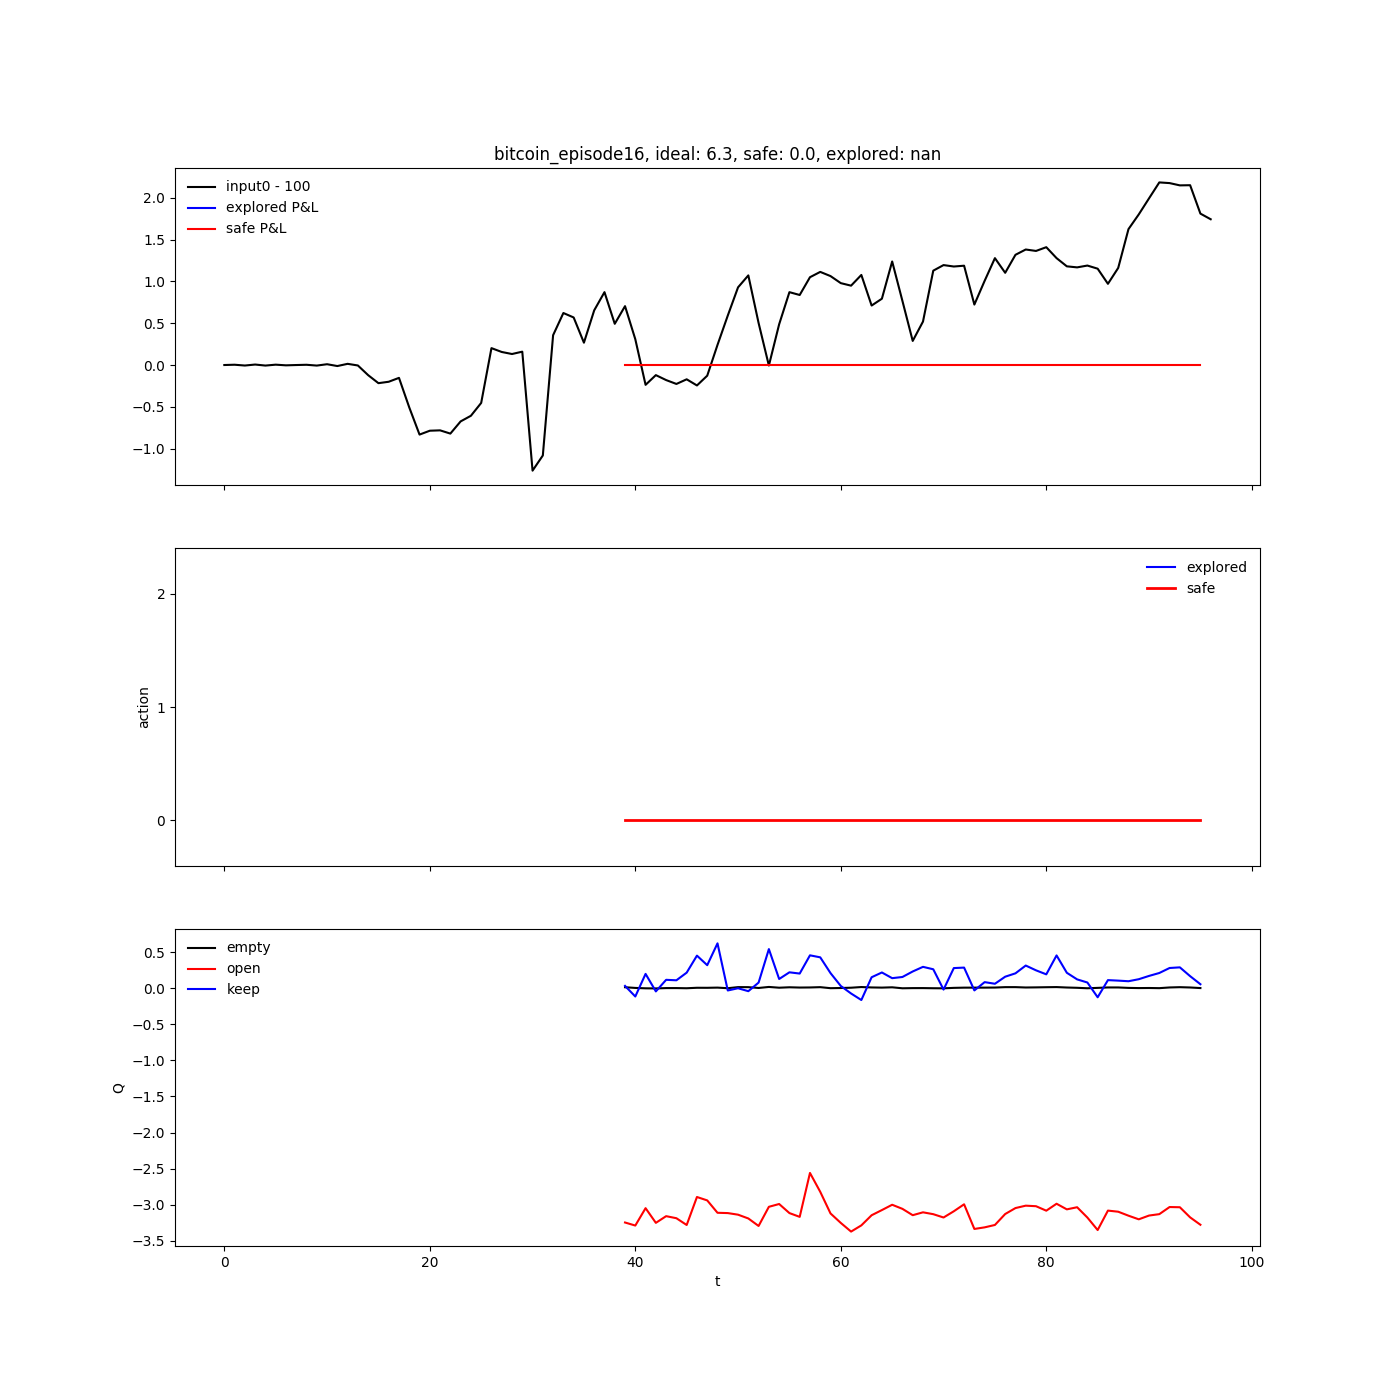 bitcoin_episode16, ideal: 6.3, safe: 0.0, explored: nan
input0 - 100
explored P&L
safe P&L
2.0
1.5
1.0
0.5
0.0
−0.5
−1.0
explored
safe
2
1
0
action
empty
open
keep
0.5
0.0
−0.5
−1.0
−1.5
−2.0
−2.5
−3.0
−3.5
Q
0 20 40 60 80 100
t